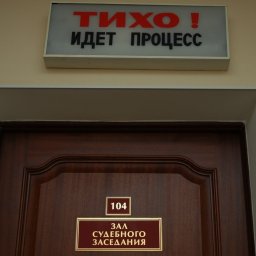 ТИХО !
ИДЕТ ПРОЦЕСС
104
ЗАЛ
СУДЕБНОГО
ЗАСЕДАНИЯ